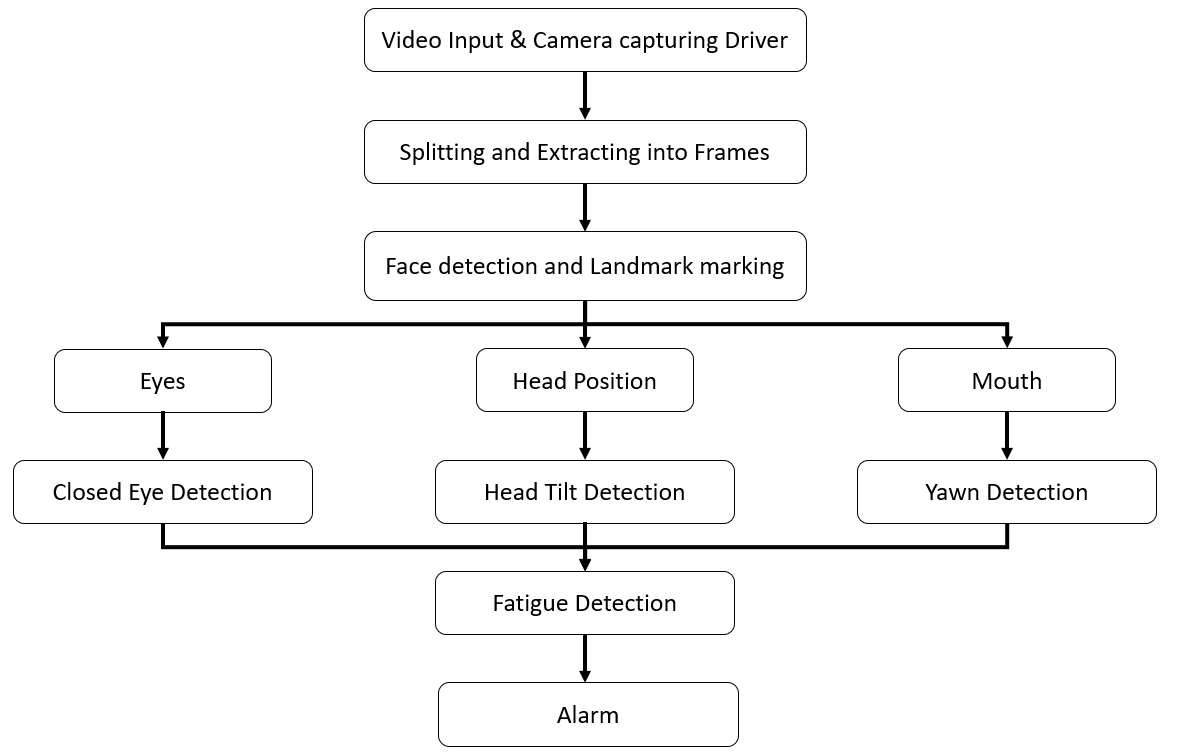 Video Input & Camera capturing Driver
Splitting and Extracting into Frames
Face detection and Landmark marking
Eyes
Head Position
Mouth
Closed Eye Detection
Head Tilt Detection
Yawn Detection
Fatigue Detection
Alarm